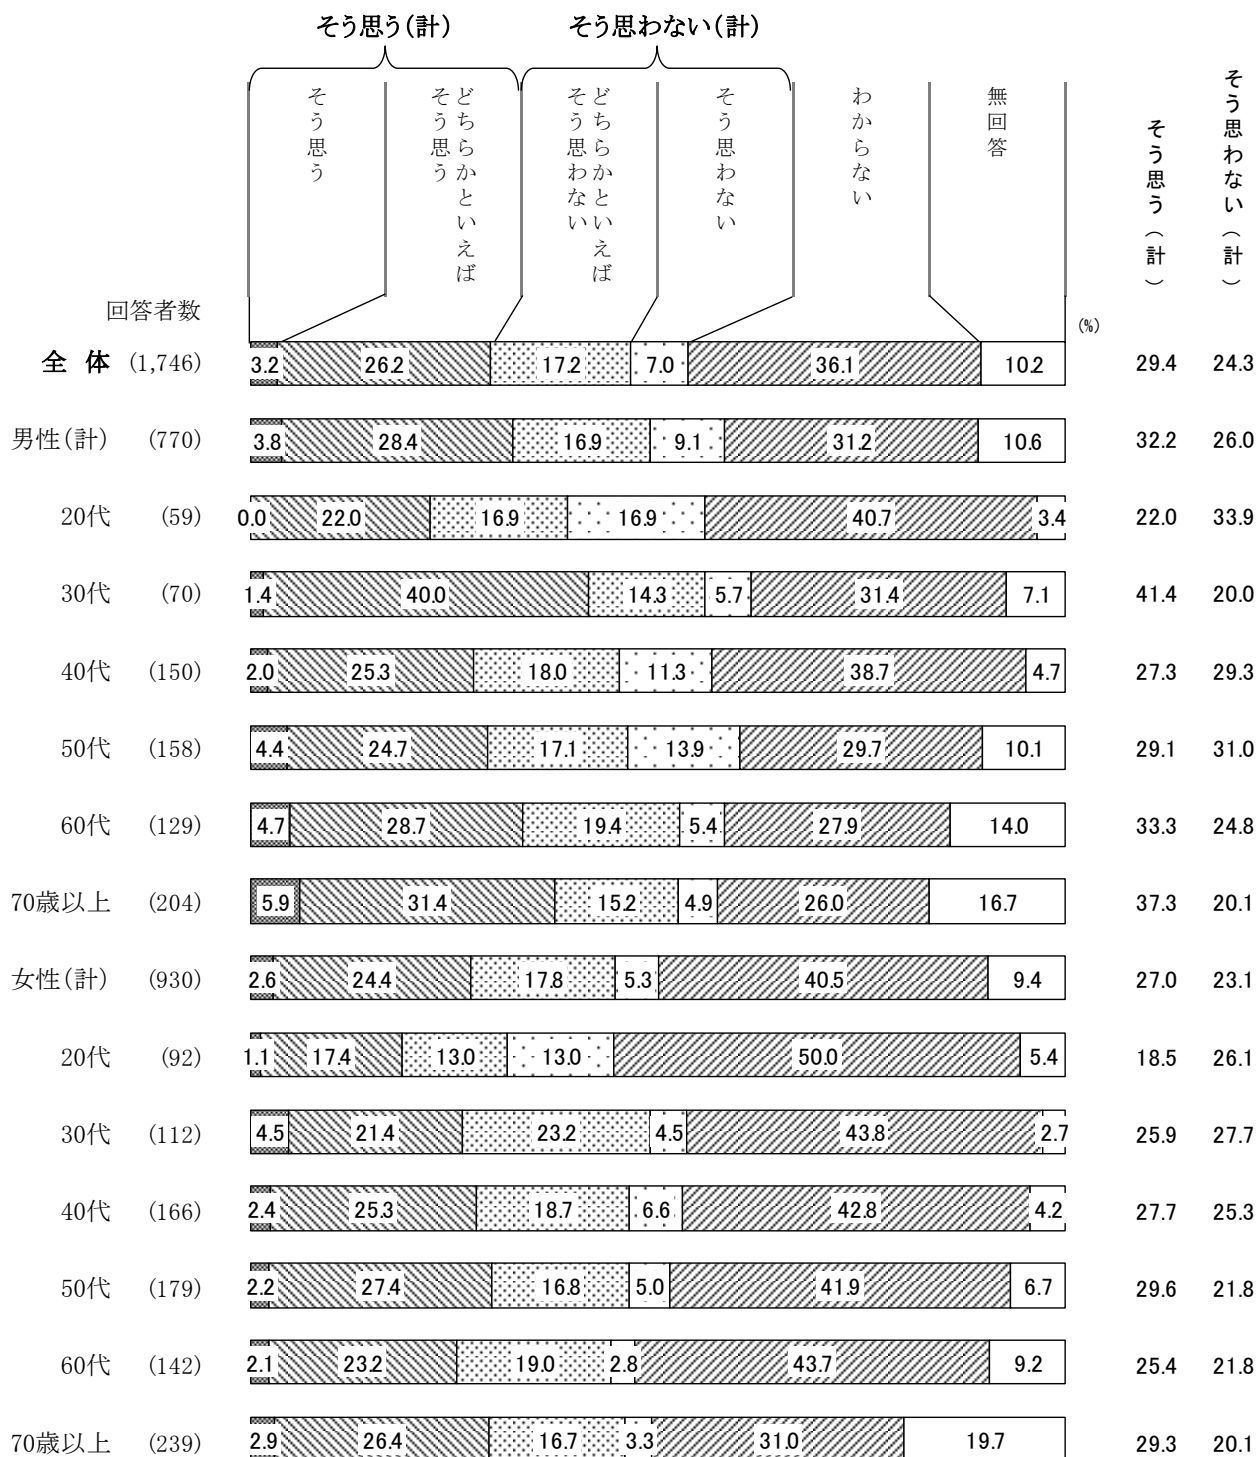 そう思う(計) そう思わない(計)
そう思う
どちらかといえば
そう思う
どちらかといえば
そう思わない
そう思わない
わからない
無回答
そう思う(計)
そう思わない(計)
回答者数
(%)
全 体 (1,746) 3.2 26.2 17.2 7.0 36.1 10.2 29.4 24.3
男性(計) (770) 3.8 28.4 16.9 9.1 31.2 10.6 32.2 26.0
20代 (59) 0.0 22.0 16.9 16.9 40.7 3.4 22.0 33.9
30代 (70) 1.4 40.0 14.3 5.7 31.4 7.1 41.4 20.0
40代 (150) 2.0 25.3 18.0 11.3 38.7 4.7 27.3 29.3
50代 (158) 4.4 24.7 17.1 13.9 29.7 10.1 29.1 31.0
60代 (129) 4.7 28.7 19.4 5.4 27.9 14.0 33.3 24.8
70歳以上 (204) 5.9 31.4 15.2 4.9 26.0 16.7 37.3 20.1
女性(計) (930) 2.6 24.4 17.8 5.3 40.5 9.4 27.0 23.1
20代 (92) 1.1 17.4 13.0 13.0 50.0 5.4 18.5 26.1
30代 (112) 4.5 21.4 23.2 4.5 43.8 2.7 25.9 27.7
40代 (166) 2.4 25.3 18.7 6.6 42.8 4.2 27.7 25.3
50代 (179) 2.2 27.4 16.8 5.0 41.9 6.7 29.6 21.8
60代 (142) 2.1 23.2 19.0 2.8 43.7 9.2 25.4 21.8
70歳以上 (239) 2.9 26.4 16.7 3.3 31.0 19.7 29.3 20.1